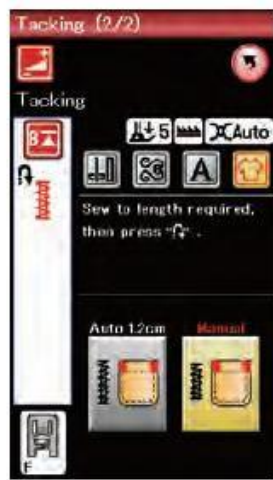 Tacking (2/2)
Tacking
B
5 Auto
A
Sew to length required,
then press "".
Auto 1.2cm Manual
F